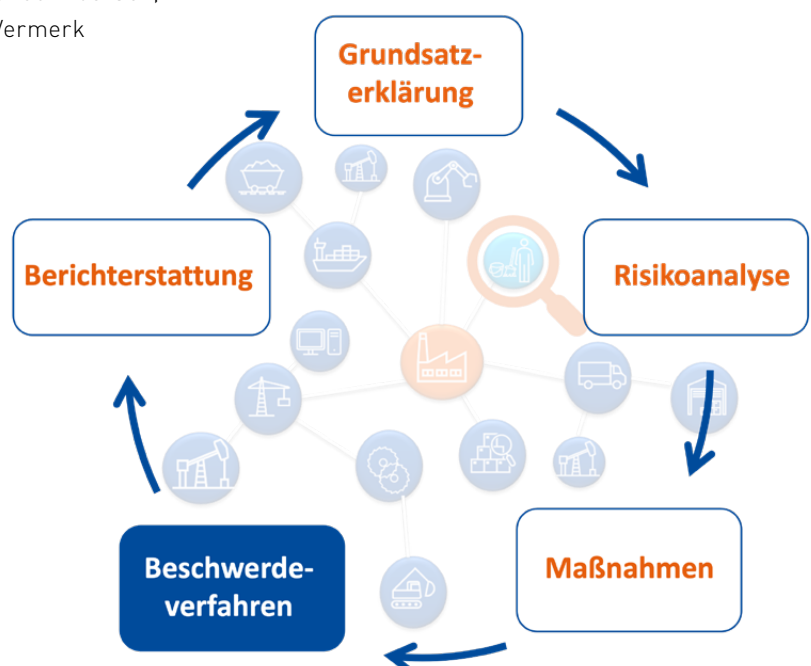 Vermerk
Grundsatz-
erklärung
Berichterstattung
Risikoanalyse
Beschwerde-
verfahren
Maßnahmen